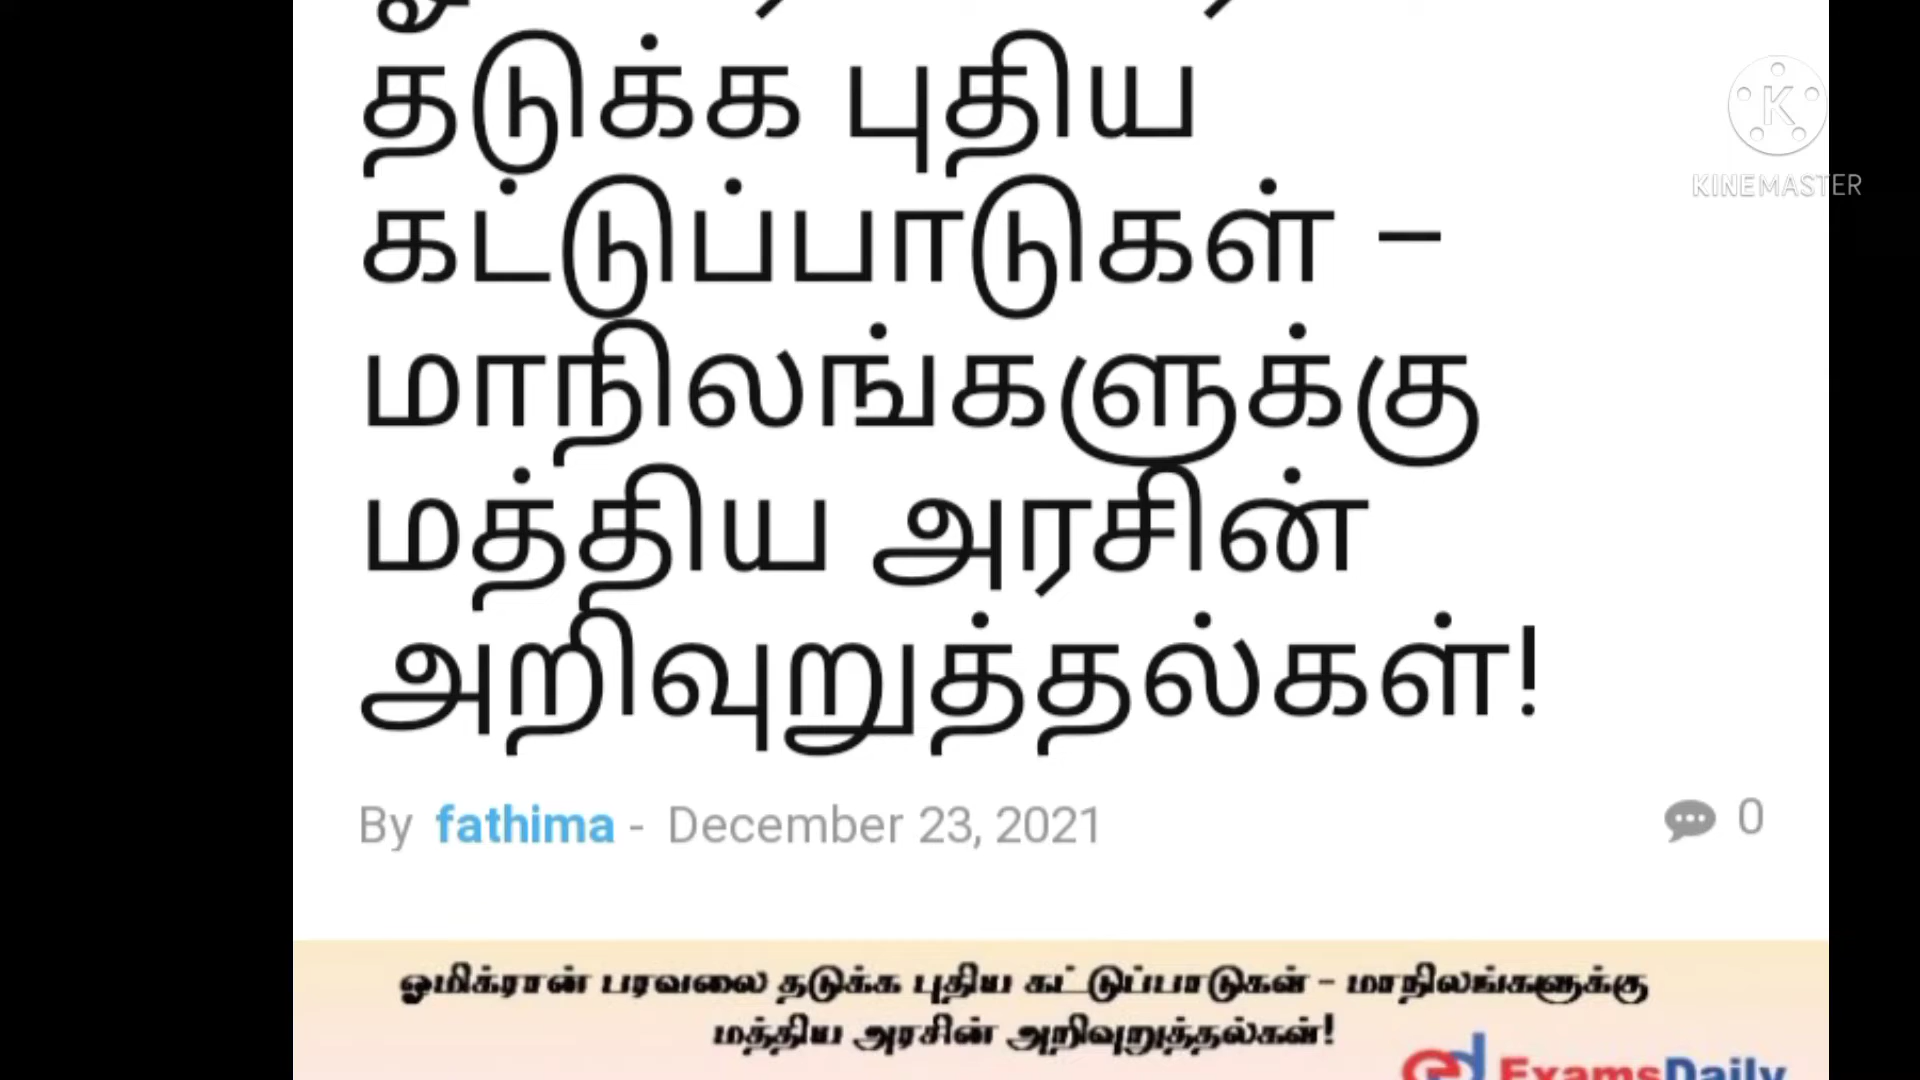 தடுக்க புதிய
கட்டுப்பாடுகள் –
மாநிலங்களுக்கு
மத்திய அரசின்
அறிவுறுத்தல்கள்!
KINEMASTER
By fathima - December 23, 2021
0
ஓமிக்ரான் பரவலை தடுக்க புதிய கட்டுப்பாடுகள் – மாநிலங்களுக்கு
மத்திய அரசின் அறிவுறுத்தல்கள்!
ExamsDaily